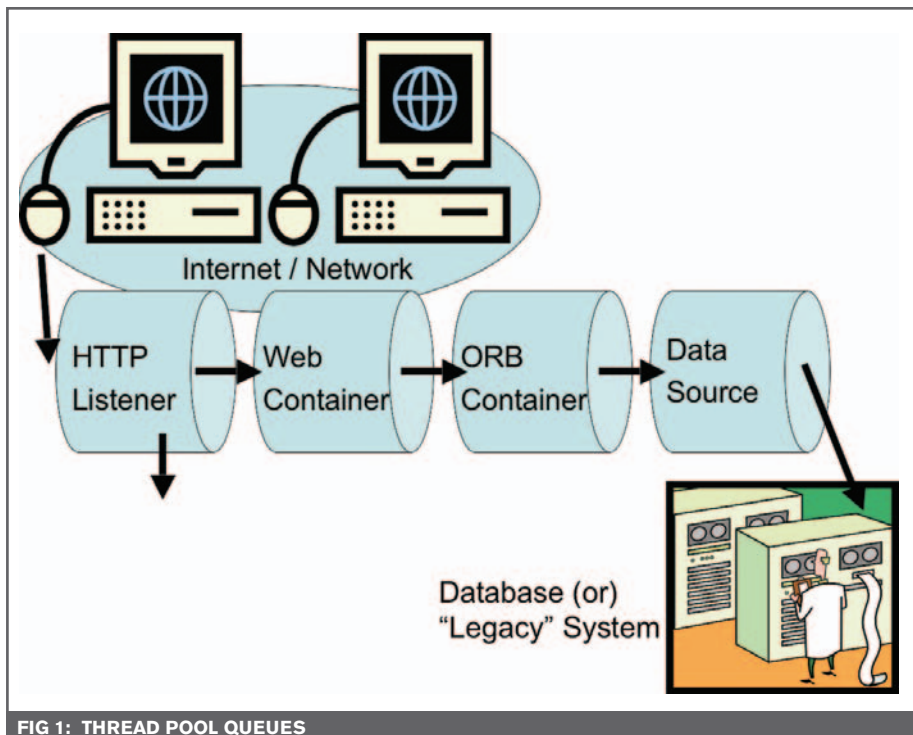 Internet / Network
HTTP
Listener
Web
Container
ORB
Container
Data
Source
Database (or)
“Legacy” System
FIG 1: THREAD POOL QUEUES